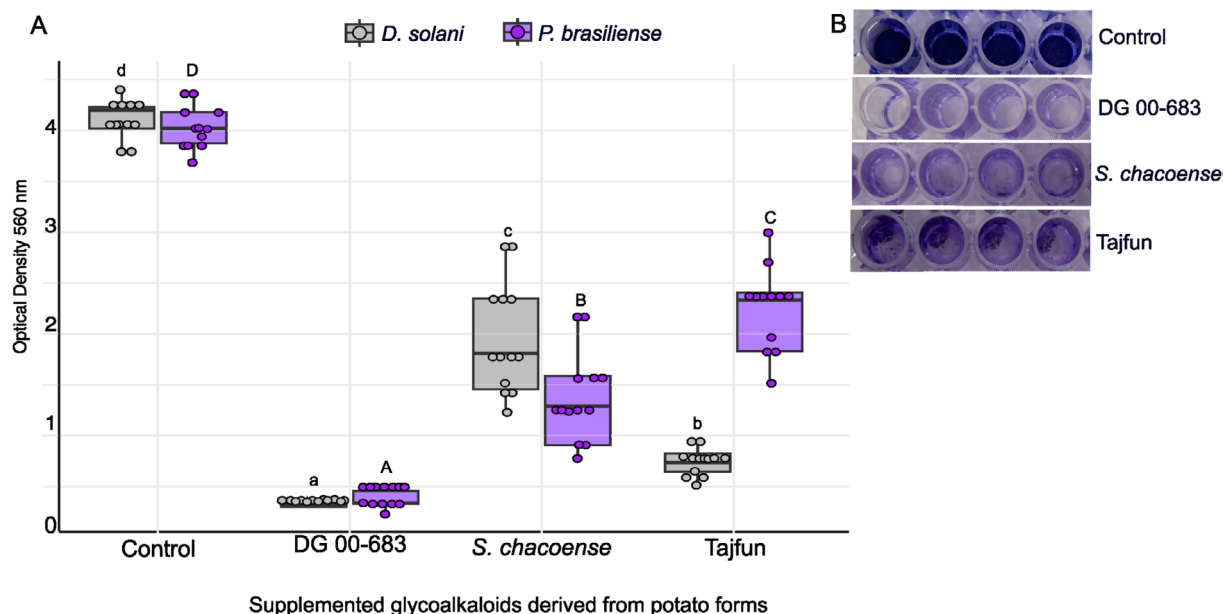 A
D. solani P. brasiliense
B
Control
DG 00-683
S. chacoense
Tajfun
Optical Density 560 nm
4
3
2
1
0
d D a A c B b C
Control DG 00-683 S. chacoense Tajfun
Supplemented glycoalkaloids derived from potato forms